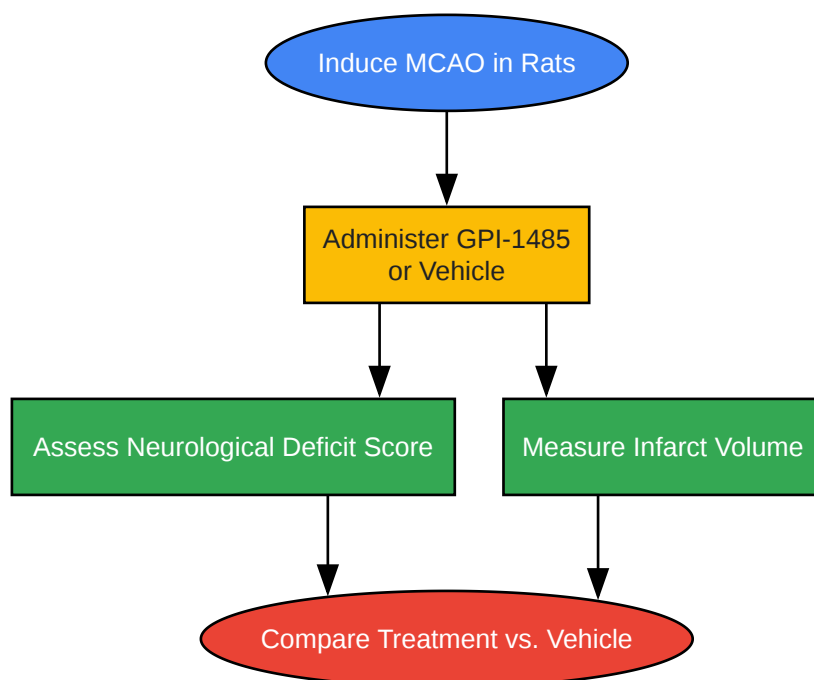 Induce MCAO in Rats
Administer GPI-1485
or Vehicle
Assess Neurological Deficit Score
Measure Infarct Volume
Compare Treatment vs. Vehicle